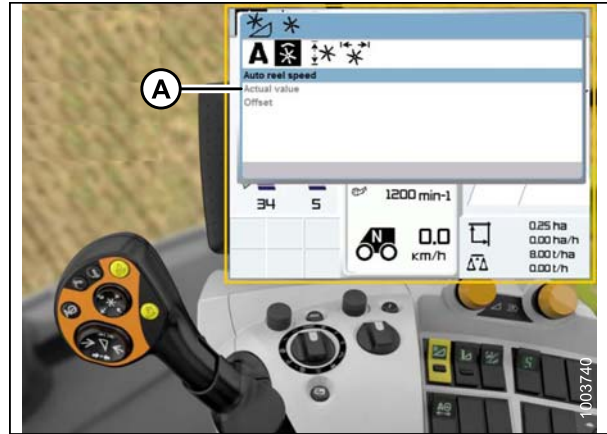 A
Auto reel speed
Actual value
Offset
A
1200 min-1
34 5
N
0.0
км/h
0.25 ha
0.00 ha/h
8.00 t/ha
0.00 t/h
1003740